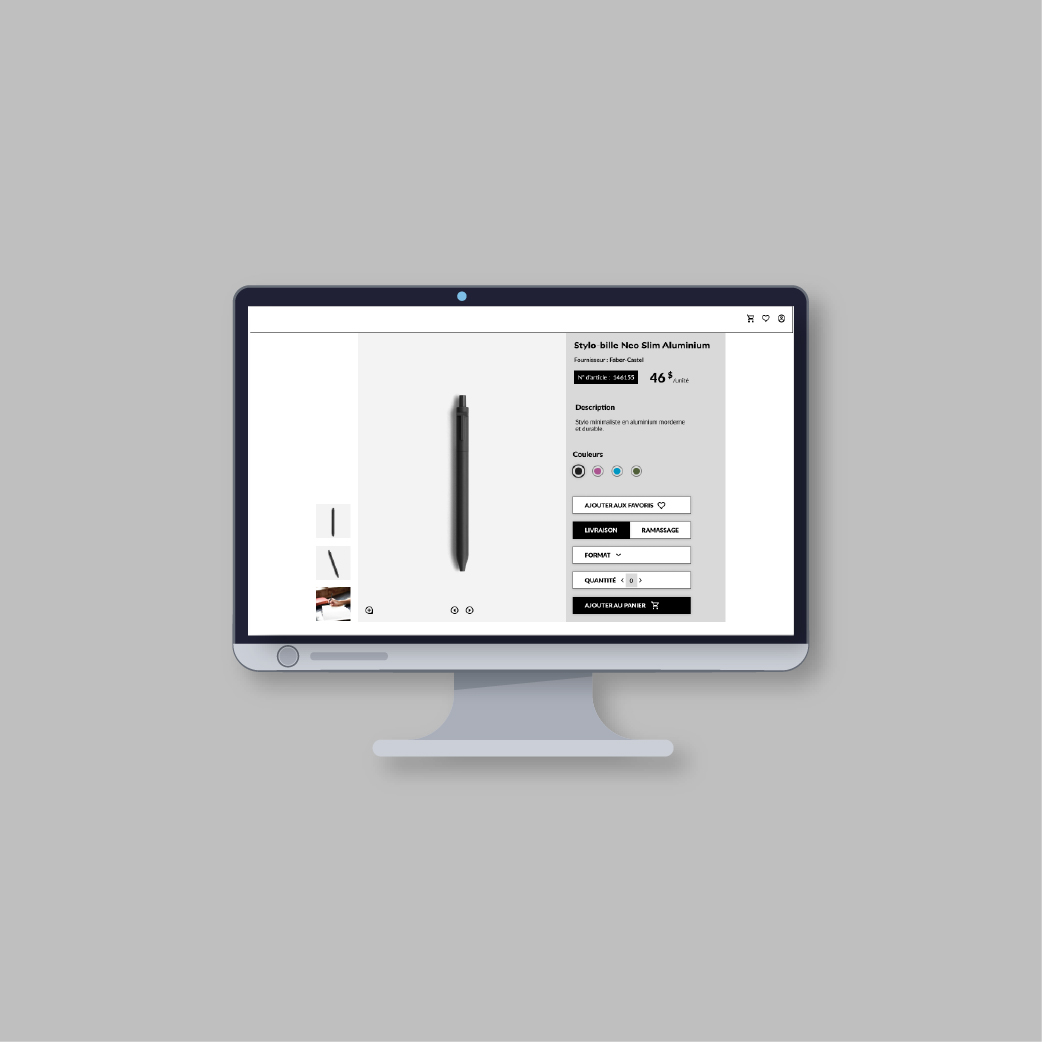 Stylo-bille Neo Slim Aluminium
Fournisseur : Faber-Castel
N° d'article : 146155
46 $ /unité
Description
Stylo minimaliste en aluminium morderne
et durable.
Couleurs
AJOUTER AUX FAVORIS
LIVRAISON RAMASSAGE
FORMAT
QUANTITÉ < 0 >
AJOUTER AU PANIER